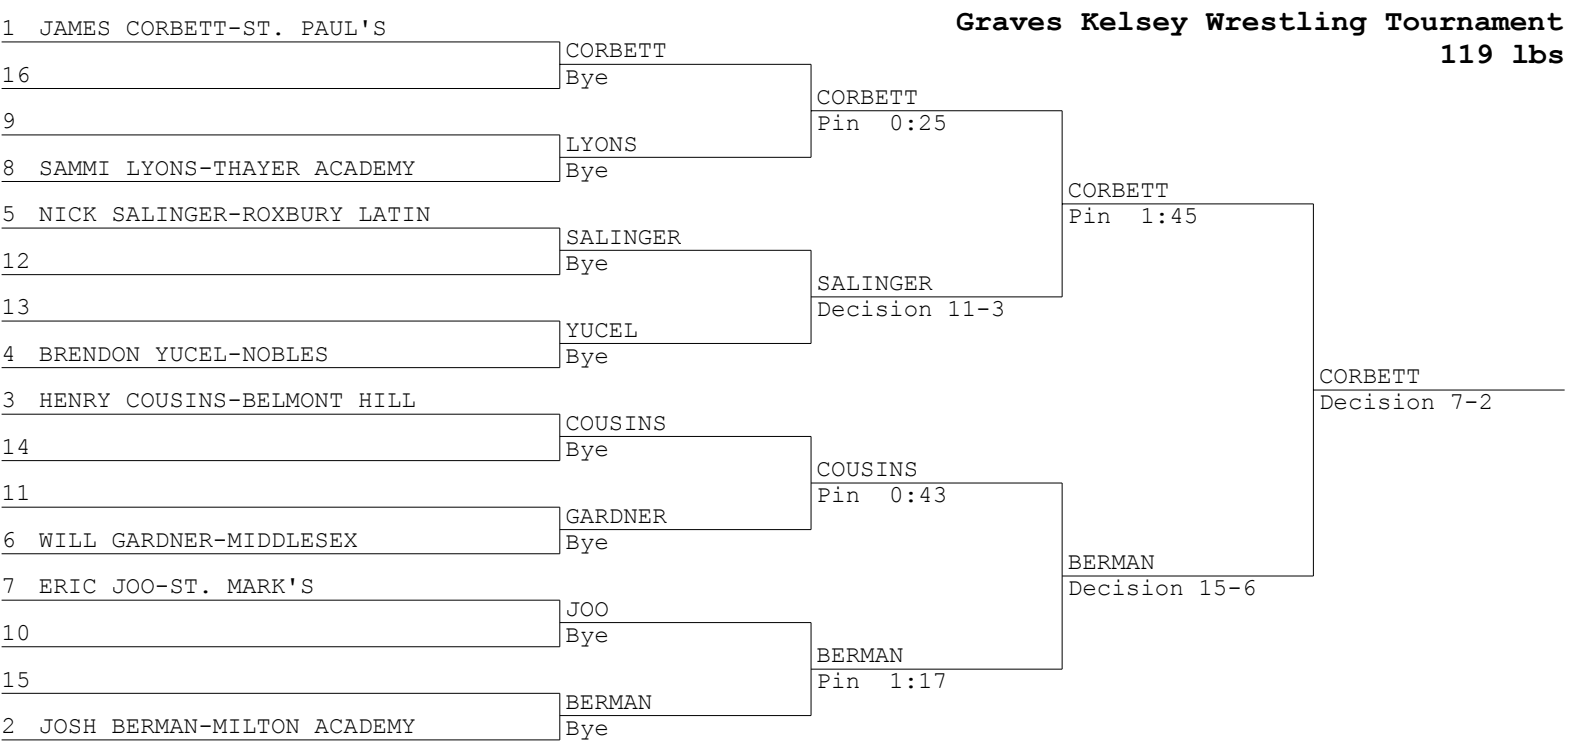 Graves Kelsey Wrestling Tournament
119 lbs
1 JAMES CORBETT-ST. PAUL'S
16
9
8 SAMMI LYONS-THAYER ACADEMY
5 NICK SALINGER-ROXBURY LATIN
12
13
4 BRENDON YUCEL-NOBLES
3 HENRY COUSINS-BELMONT HILL
14
11
6 WILL GARDNER-MIDDLESEX
7 ERIC JOO-ST. MARK'S
10
15
2 JOSH BERMAN-MILTON ACADEMY
CORBETT
Bye
LYONS
Bye
SALINGER
Bye
YUCEL
Bye
COUSINS
Bye
GARDNER
Bye
JOO
Bye
BERMAN
Bye
CORBETT
Pin 0:25
SALINGER
Decision 11-3
COUSINS
Pin 0:43
BERMAN
Pin 1:17
CORBETT
Pin 1:45
BERMAN
Decision 15-6
CORBETT
Decision 7-2